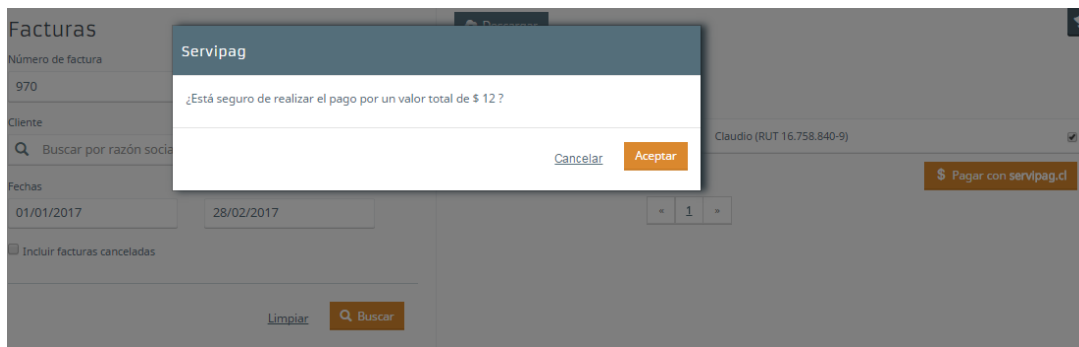 Facturas
Número de factura
970
Cliente
Buscar por razón socia
Fechas
01/01/2017
28/02/2017
Incluir facturas canceladas
Limpiar
Buscar
Servipag
¿Está seguro de realizar el pago por un valor total de $ 12 ?
Cancelar
Aceptar
Claudio (RUT 16.758.840-9)
$ Pagar con servipag.cl
« 1 »